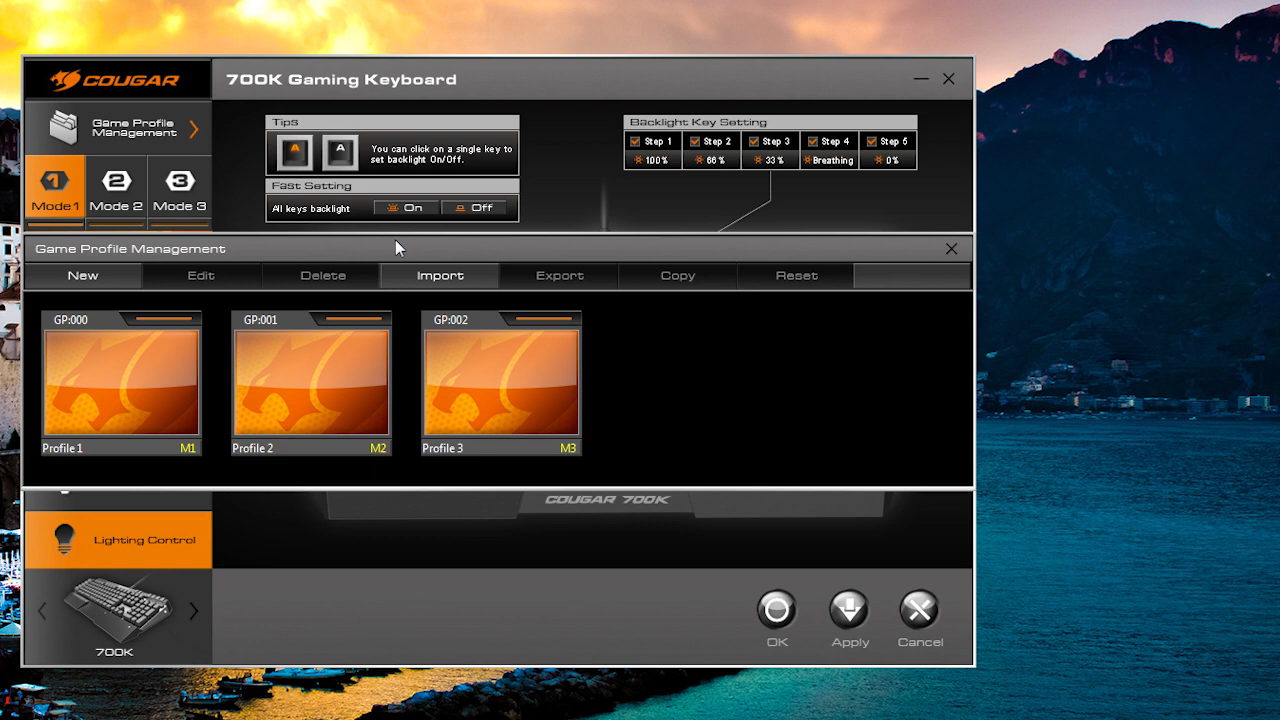 COUGAR
700K Gaming Keyboard
Game Profile
Management
1
2
3
Mode1
Mode 2
Mode 3
Tips
A
A
You can click on a single key to
set backlight On/Off.
Fast Setting
All keys backlight
On
Off
Backlight Key Setting
Step 1
Step 2
Step 3
Step 4
Step 5
100%
66%
33%
Breathing
0%
Game Profile Management
New
Edit
Delete
Import
Export
Copy
Reset
GP:000
GP:001
GP:002
Profile 1
M1
Profile 2
M2
Profile 3
M3
COUGAR 700K
Lighting Control
700K
OK
Apply
Cancel